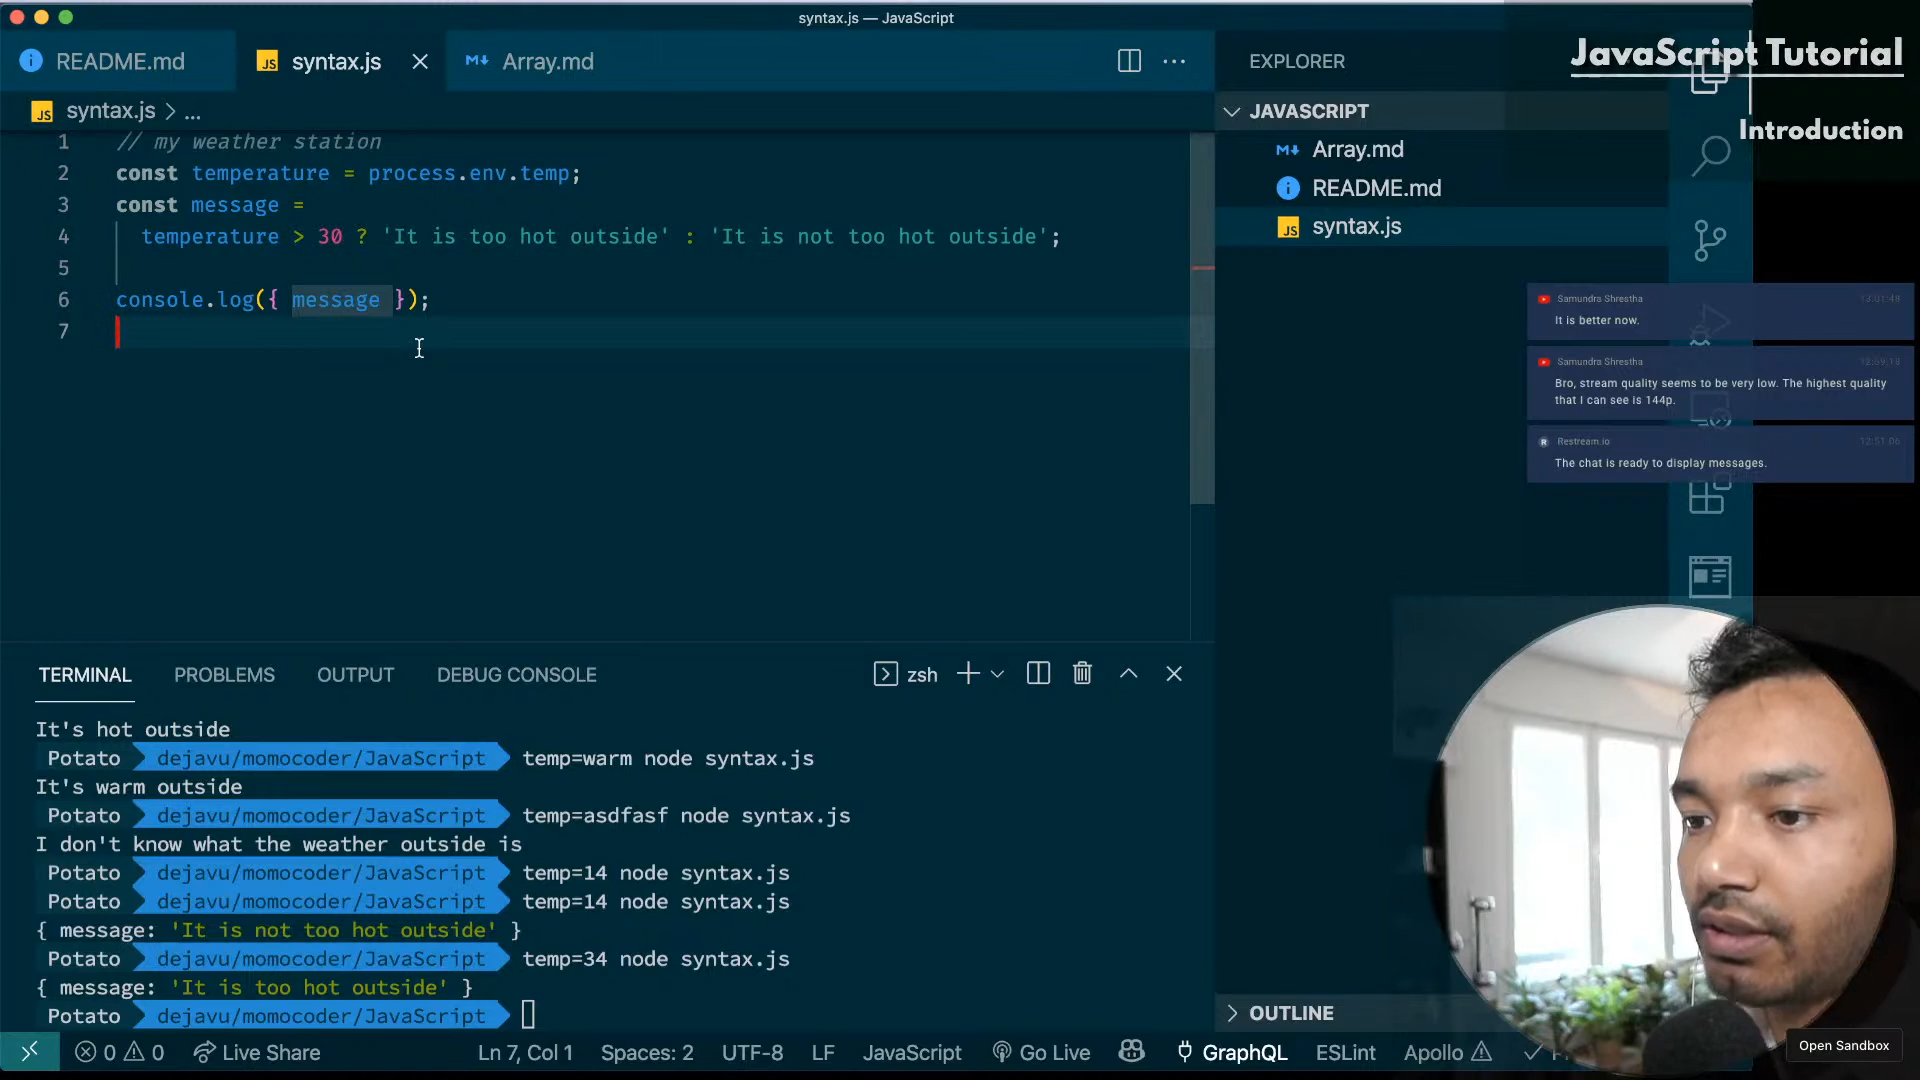 syntax.js — JavaScript
README.md
syntax.js
Array.md
syntax.js > ...
1 // my weather station
2 const temperature = process.env.temp;
3 const message =
4 temperature > 30 ? 'It is too hot outside' : 'It is not too hot outside';
5
6 console.log({ message });
7
EXPLORER
JAVASCRIPT
Array.md
README.md
syntax.js
OUTLINE
JavaScript Tutorial
Introduction
Samundra Shrestha 13:01:48
It is better now.
Samundra Shrestha 12:59:18
Bro, stream quality seems to be very low. The highest quality
that I can see is 144p.
Restream.io 12:51:06
The chat is ready to display messages.
TERMINAL PROBLEMS OUTPUT DEBUG CONSOLE zsh
It's hot outside
Potato dejavu/momocoder/JavaScript temp=warm node syntax.js
It's warm outside
Potato dejavu/momocoder/JavaScript temp=asdfasf node syntax.js
I don't know what the weather outside is
Potato dejavu/momocoder/JavaScript temp=14 node syntax.js
Potato dejavu/momocoder/JavaScript temp=14 node syntax.js
{ message: 'It is not too hot outside' }
Potato dejavu/momocoder/JavaScript temp=34 node syntax.js
{ message: 'It is too hot outside' }
Potato dejavu/momocoder/JavaScript
0 0 Live Share Ln 7, Col 1 Spaces: 2 UTF-8 LF JavaScript Go Live GraphQL ESLint Apollo
Open Sandbox